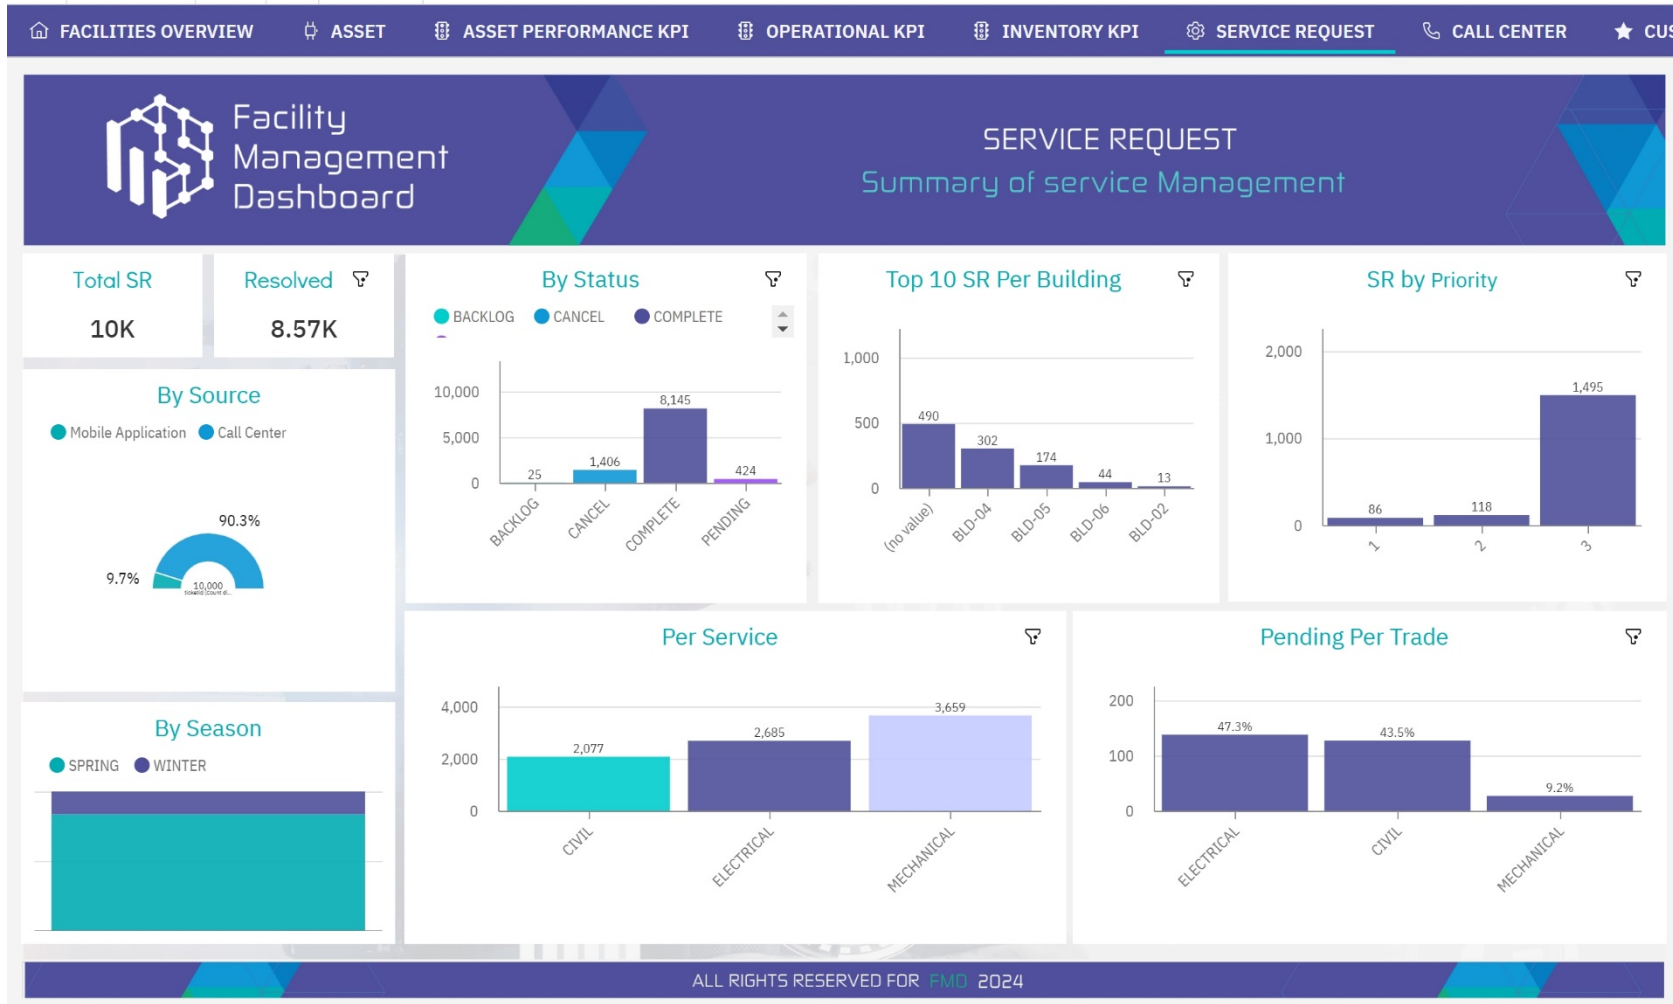 FACILITIES OVERVIEW
ASSET
ASSET PERFORMANCE KPI
OPERATIONAL KPI
INVENTORY KPI
SERVICE REQUEST
CALL CENTER
CUS
Facility
Management
Dashboard
SERVICE REQUEST
Summary of service Management
Total SR
10K
Resolved
8.57K
By Source
Mobile Application
Call Center
90.3%
9.7%
10,000
By Season
SPRING
WINTER
By Status
BACKLOG
CANCEL
COMPLETE
10,000
5,000
0
25
1,406
8,145
424
BACKLOG
CANCEL
COMPLETE
PENDING
Top 10 SR Per Building
1,000
500
0
490
302
174
44
13
(no value)
BLD-04
BLD-05
BLD-06
BLD-02
SR by Priority
2,000
1,000
0
86
118
1,495
1
2
3
Per Service
4,000
2,000
0
2,077
2,685
3,659
CIVIL
ELECTRICAL
MECHANICAL
Pending Per Trade
200
100
0
47.3%
43.5%
9.2%
ELECTRICAL
CIVIL
MECHANICAL
ALL RIGHTS RESERVED FOR FMD 2024